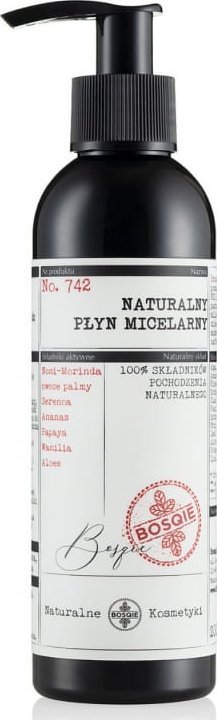 Nr produktu
Nazwa
No. 742
NATURALNY
PŁYN MICELARNY
Składniki aktywne
Naturalny skład
Noni-Morinda
owoce palmy
Serenoa
Ananas
Papaya
Wanilia
Aloes
100% SKŁADNIKÓW
POCHODZENIA
NATURALNEGO
BOSQIE
Bosqie
Naturalne
BOSQIE
Kosmetyki